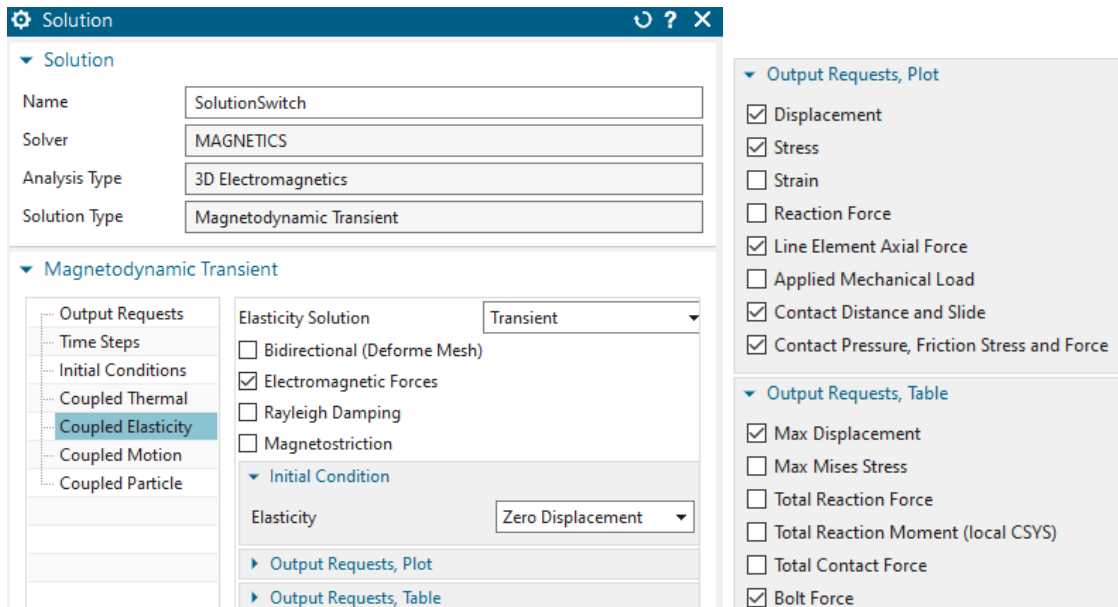 Solution
Solution
Name
SolutionSwitch
Solver
MAGNETICS
Analysis Type
3D Electromagnetics
Solution Type
Magnetodynamic Transient
Magnetodynamic Transient
Output Requests
Time Steps
Initial Conditions
Coupled Thermal
Coupled Elasticity
Coupled Motion
Coupled Particle
Elasticity Solution
Transient
Bidirectional (Deforme Mesh)
Electromagnetic Forces
Rayleigh Damping
Magnetostriction
Initial Condition
Elasticity
Zero Displacement
Output Requests, Plot
Output Requests, Table
Output Requests, Plot
Displacement
Stress
Strain
Reaction Force
Line Element Axial Force
Applied Mechanical Load
Contact Distance and Slide
Contact Pressure, Friction Stress and Force
Output Requests, Table
Max Displacement
Max Mises Stress
Total Reaction Force
Total Reaction Moment (local CSYS)
Total Contact Force
Bolt Force